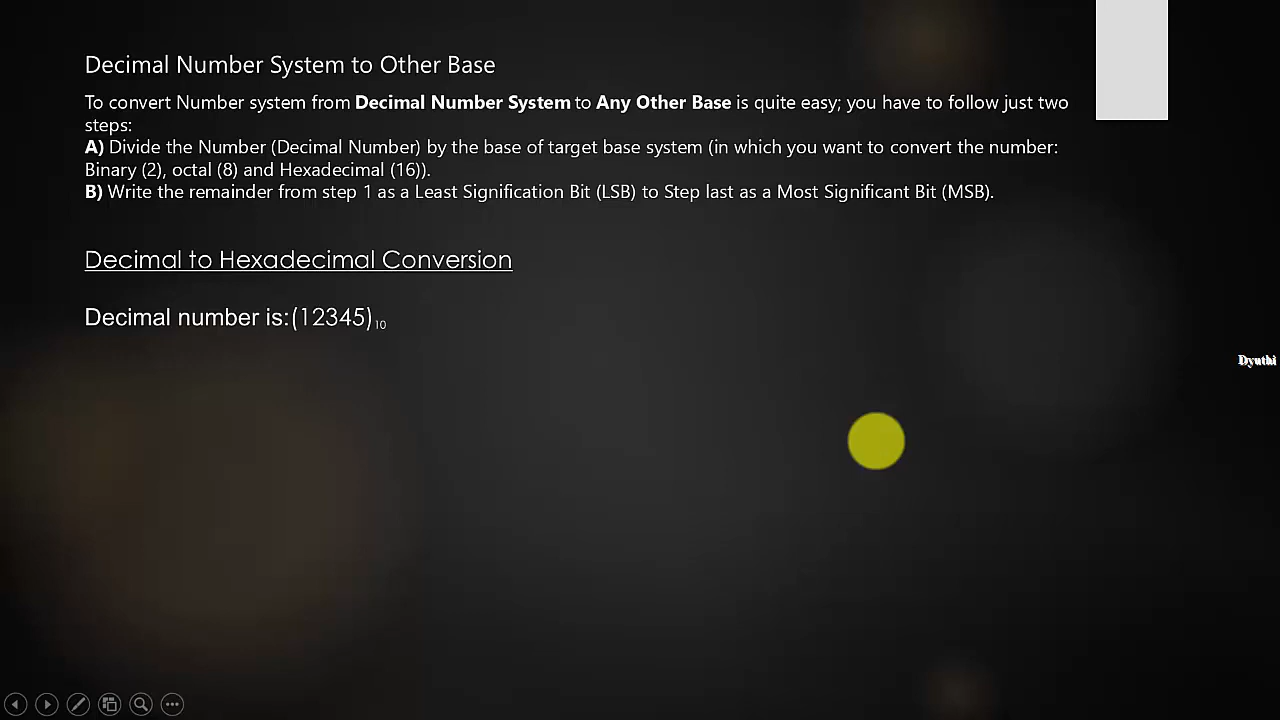 Decimal Number System to Other Base
To convert Number system from Decimal Number System to Any Other Base is quite easy; you have to follow just two
steps:
A) Divide the Number (Decimal Number) by the base of target base system (in which you want to convert the number:
Binary (2), octal (8) and Hexadecimal (16)).
B) Write the remainder from step 1 as a Least Signification Bit (LSB) to Step last as a Most Significant Bit (MSB).
Decimal to Hexadecimal Conversion
Decimal number is:(12345)10
Dyuthi